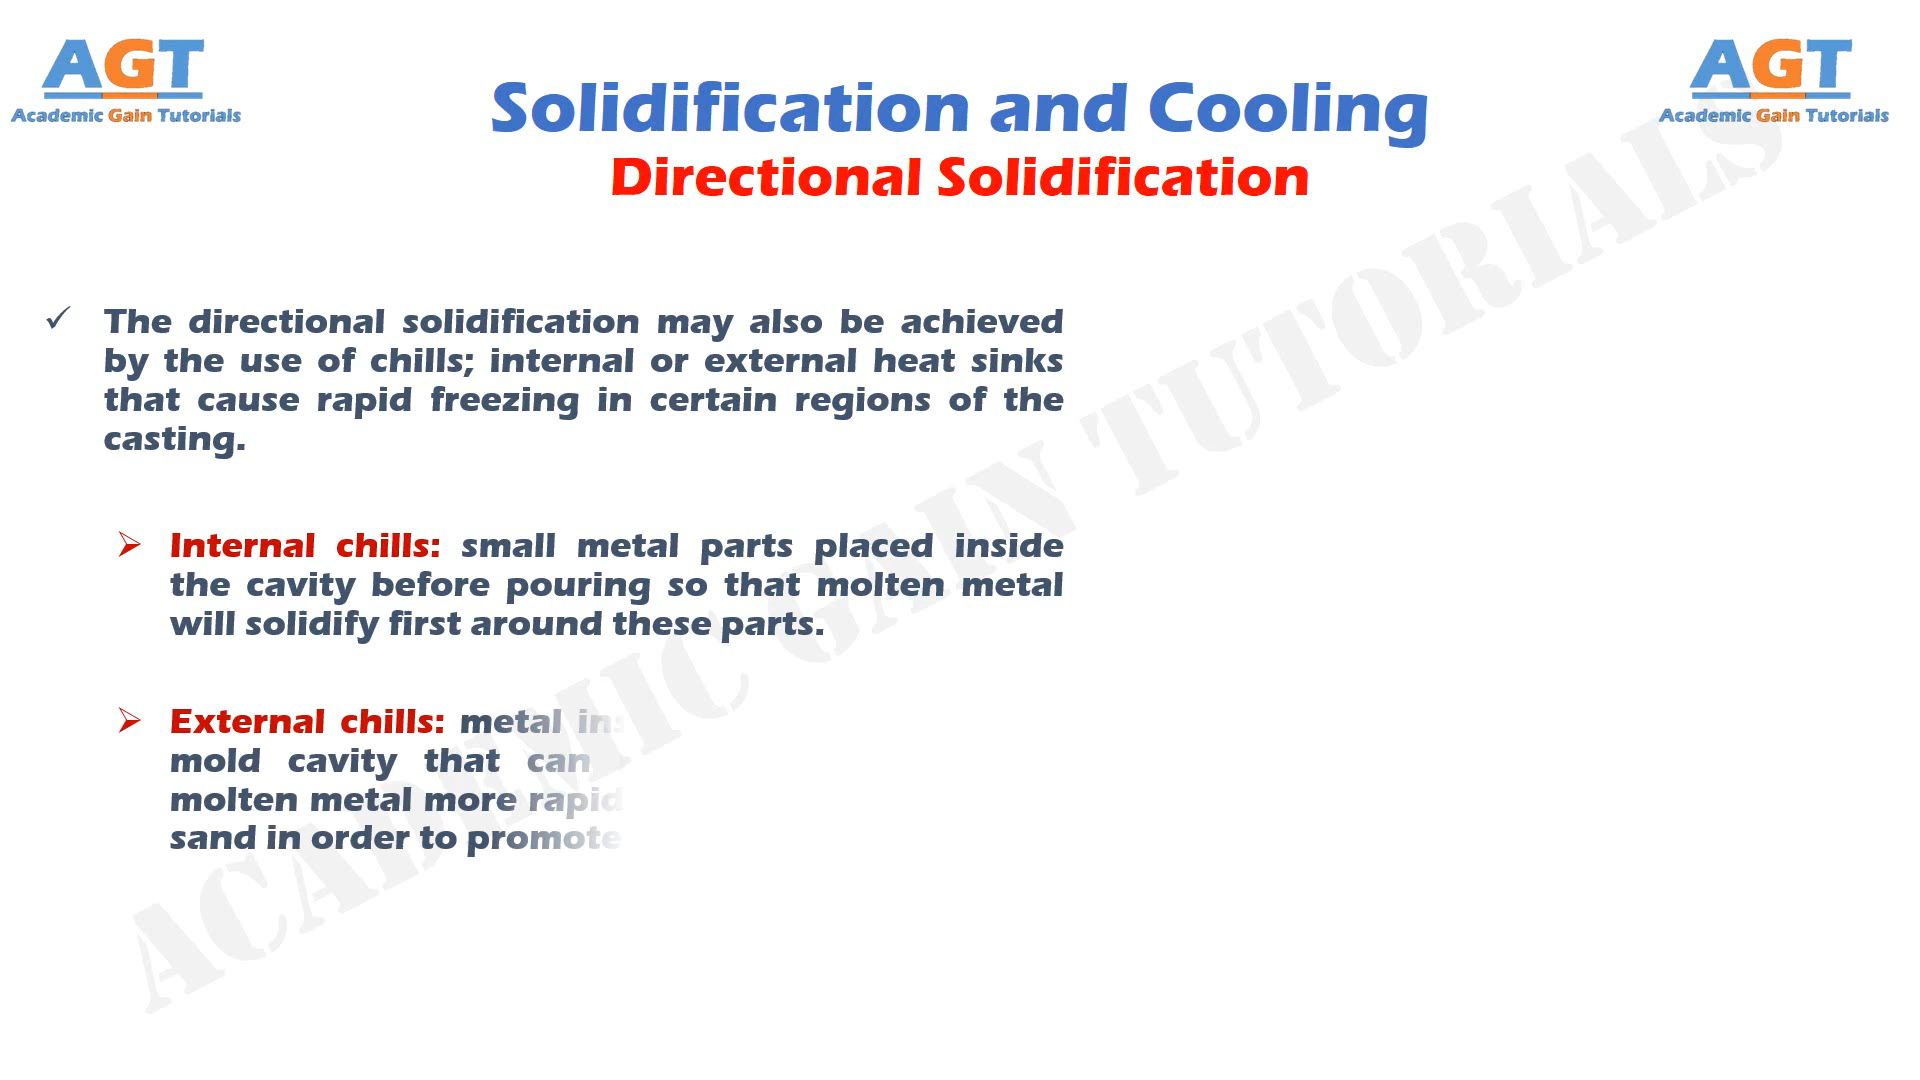 AGT
Academic Gain Tutorials
AGT
Academic Gain Tutorials
Solidification and Cooling
Directional Solidification
✓ The directional solidification may also be achieved
by the use of chills; internal or external heat sinks
that cause rapid freezing in certain regions of the
casting.
➢ Internal chills: small metal parts placed inside
the cavity before pouring so that molten metal
will solidify first around these parts.
➢ External chills: metal
mold cavity that can
molten metal more
sand in order to promote
ACADEMIC GAIN TUTORIALS